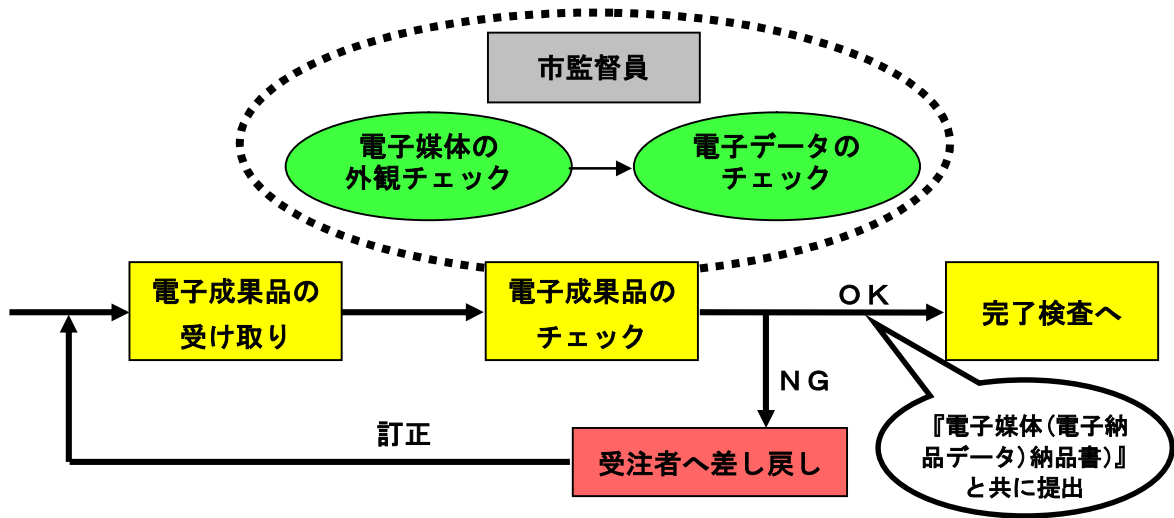 市監督員
電子媒体の
外観チェック
電子データの
チェック
電子成果品の
受け取り
電子成果品の
チェック
ＯＫ
完了検査へ
ＮＧ
訂正
受注者へ差し戻し
『電子媒体（電子納
品データ）納品書）』
と共に提出